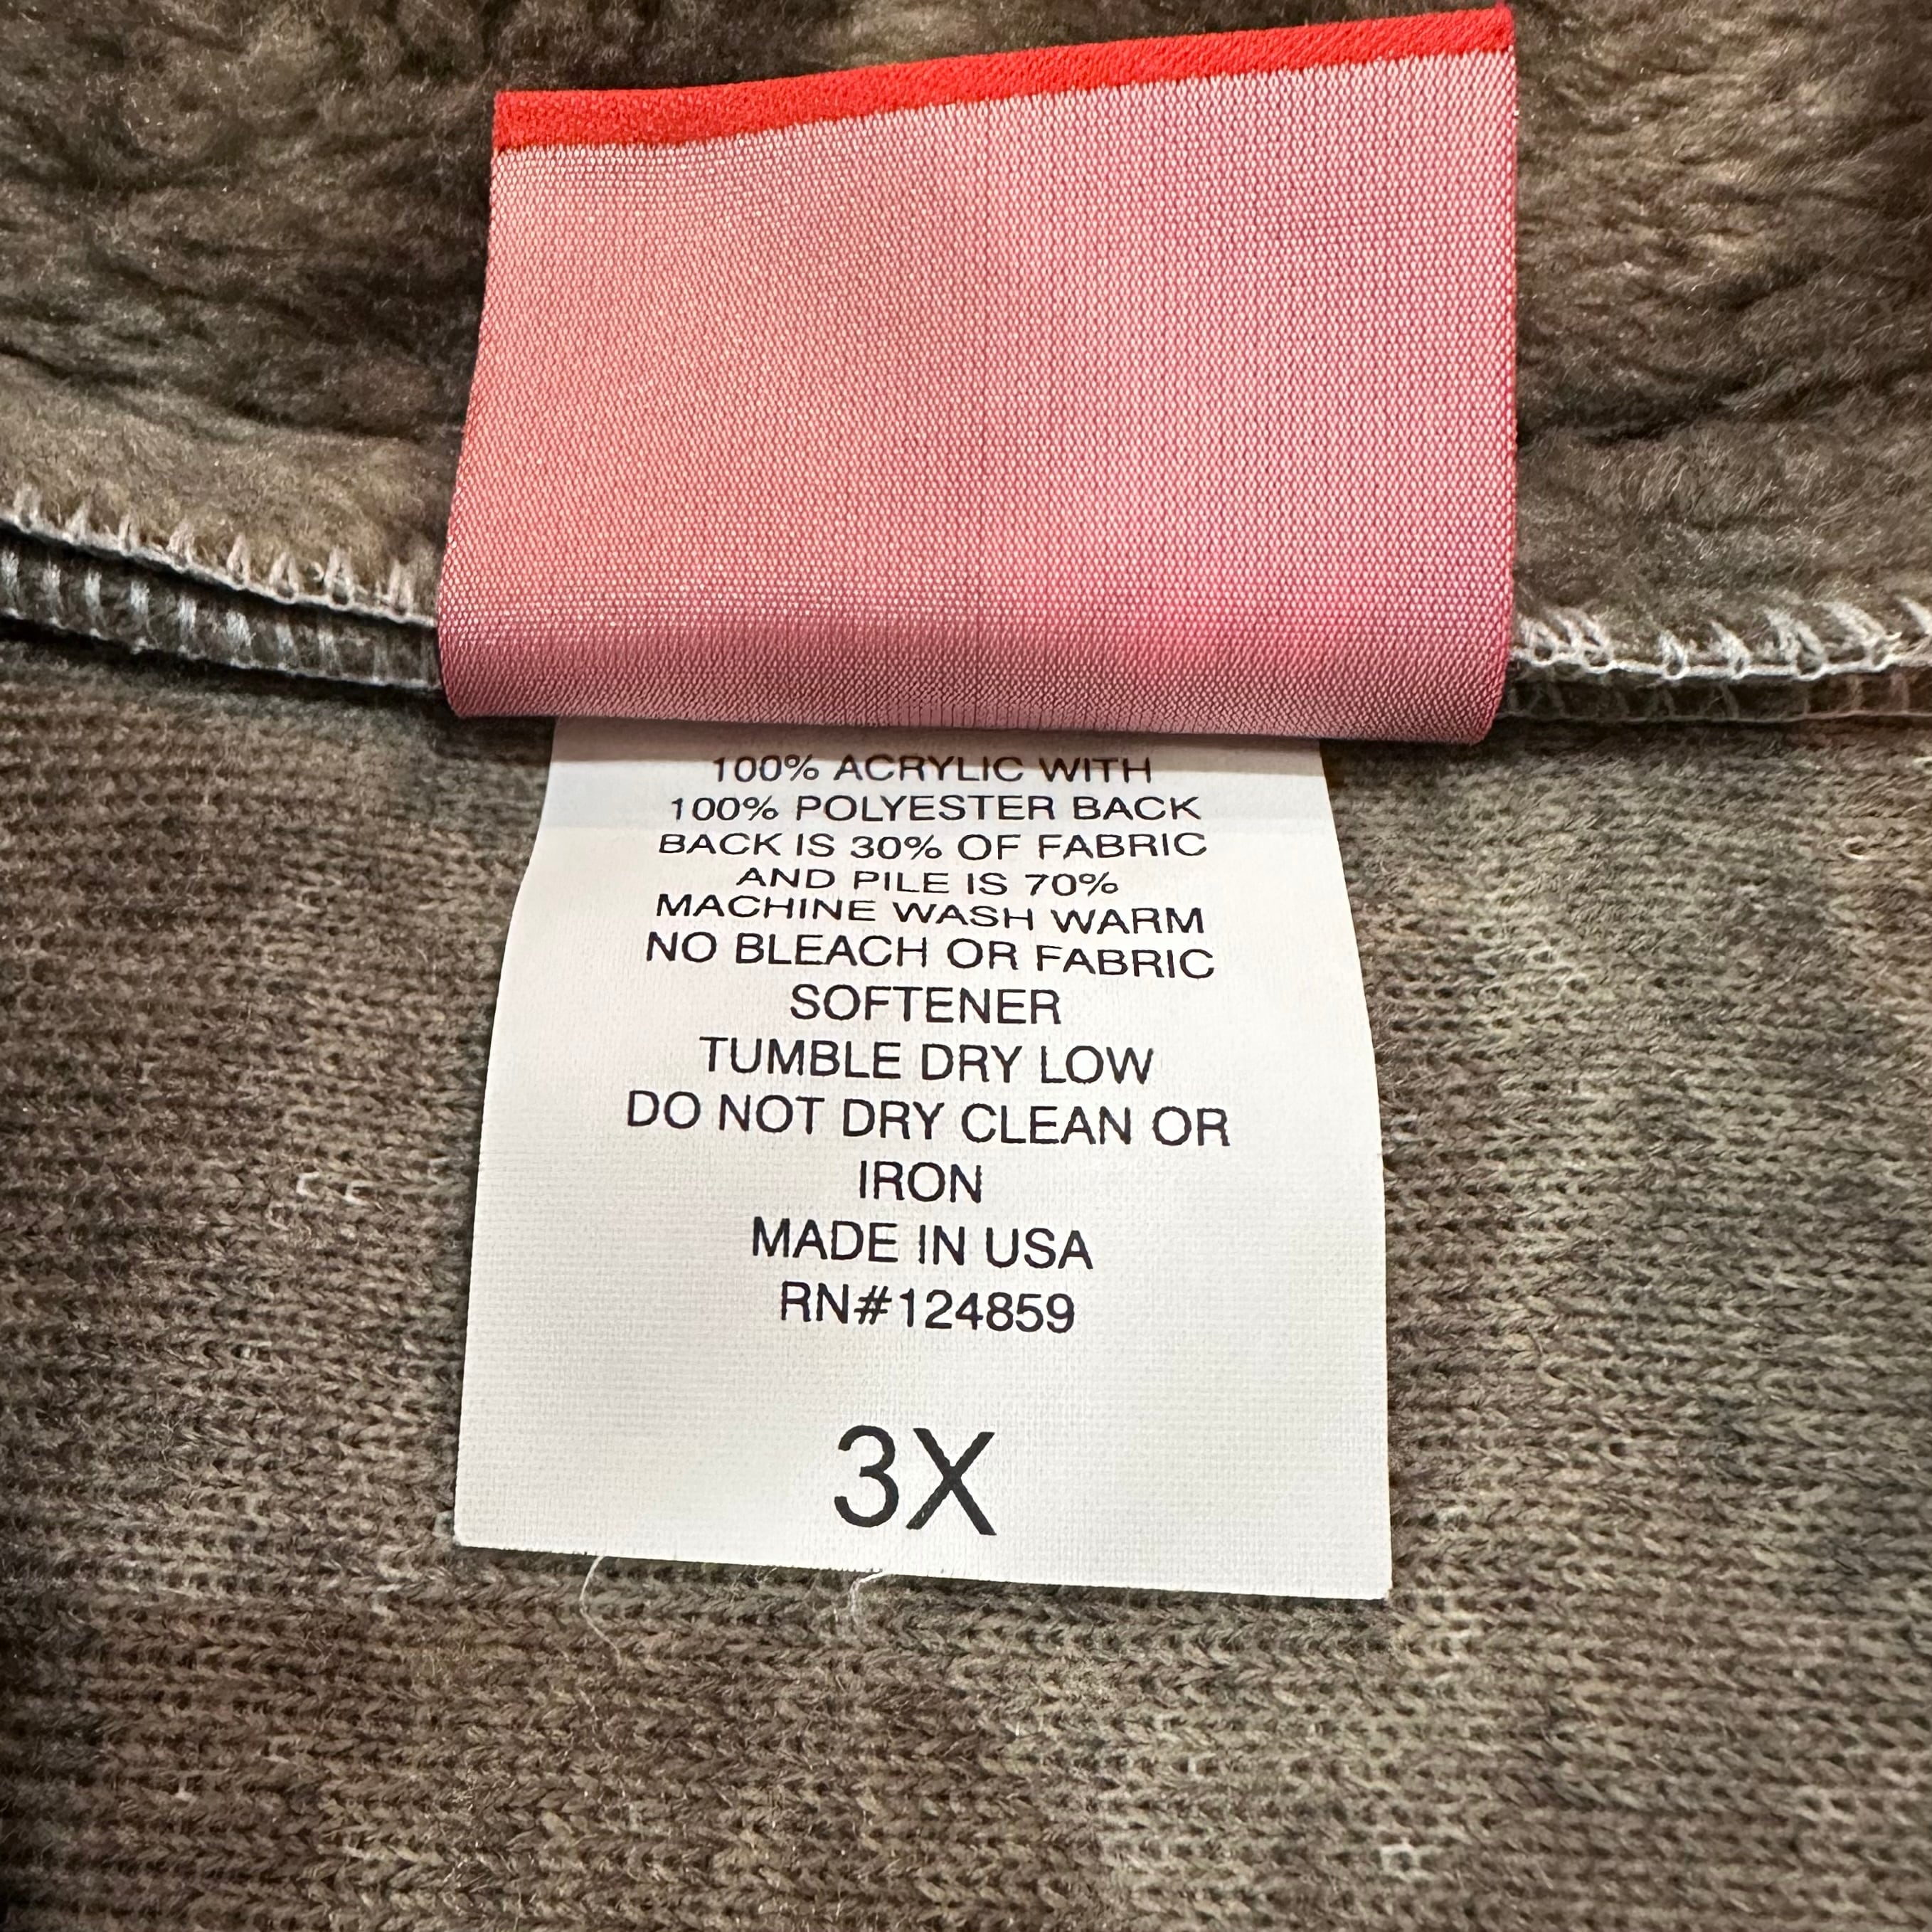 100% ACRYLIC WITH
100% POLYESTER BACK
BACK IS 30% OF FABRIC
AND PILE IS 70%
MACHINE WASH WARM
NO BLEACH OR FABRIC
SOFTENER
TUMBLE DRY LOW
DO NOT DRY CLEAN OR
IRON
MADE IN USA
RN#124859
3X